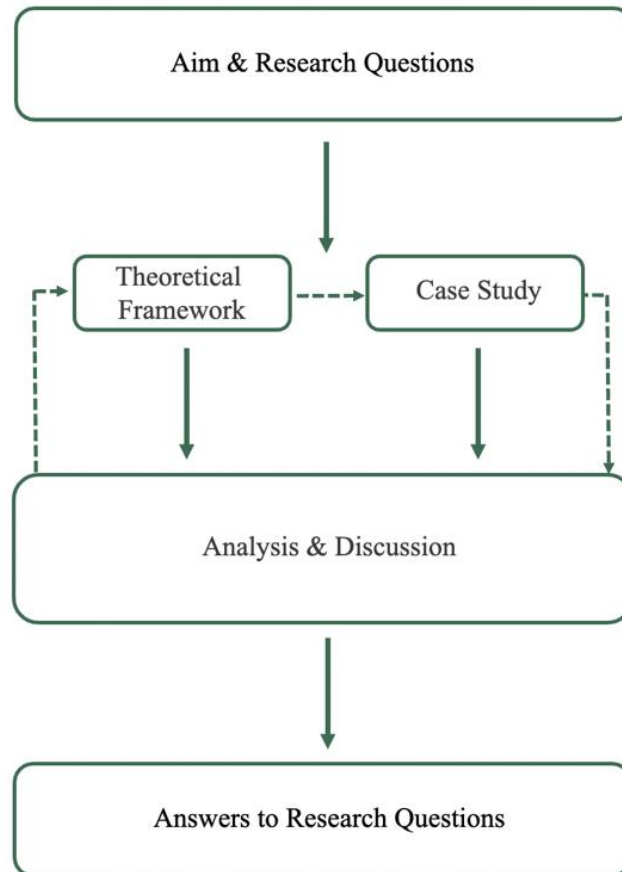 Aim & Research Questions
Theoretical
Framework
Case Study
Analysis & Discussion
Answers to Research Questions